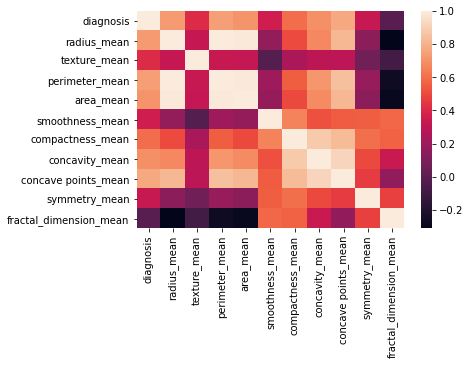 diagnosis
radius_mean
texture_mean
perimeter_mean
area_mean
smoothness_mean
compactness_mean
concavity_mean
concave points_mean
symmetry_mean
fractal_dimension_mean
diagnosis
radius_mean
texture_mean
perimeter_mean
area_mean
smoothness_mean
compactness_mean
concavity_mean
concave points_mean
symmetry_mean
fractal_dimension_mean
1.0
0.8
0.6
0.4
0.2
0.0
−0.2